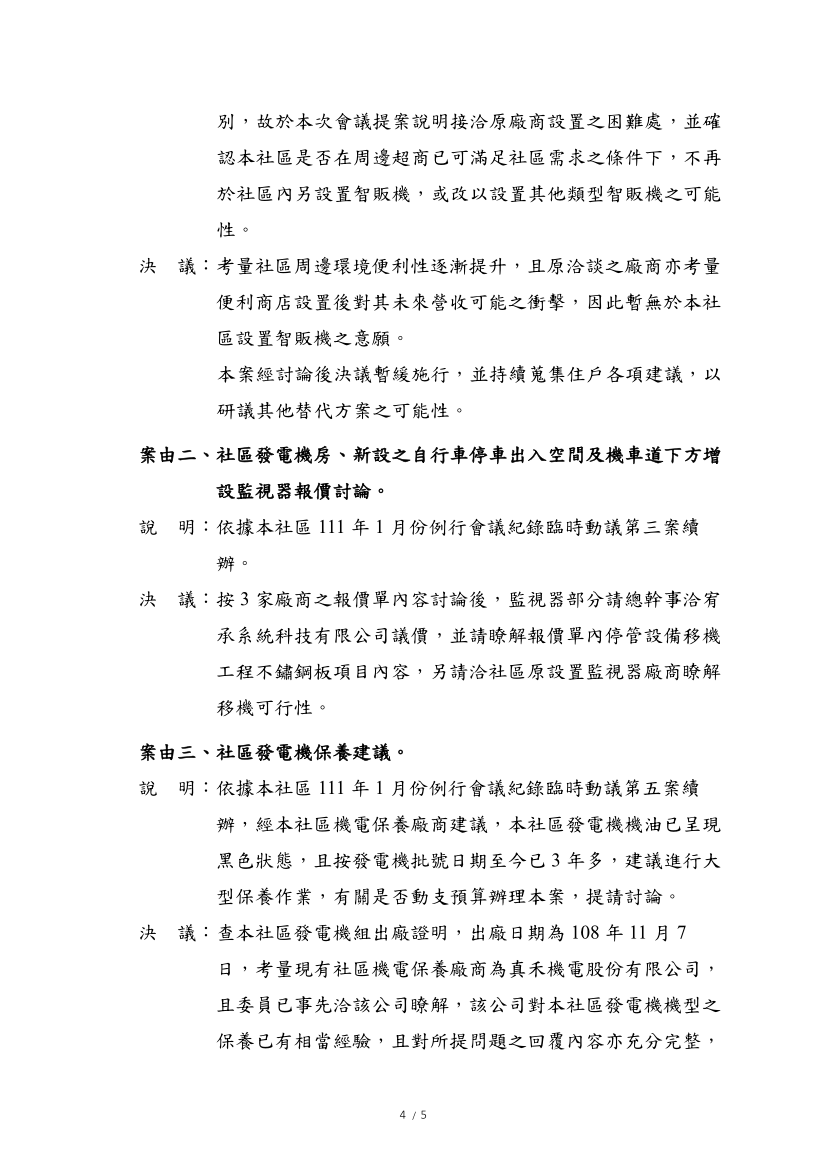 別，故於本次會議提案說明接洽原廠商設置之困難處，並確
認本社區是否在周邊超商已可滿足社區需求之條件下，不再
於社區內另設置智販機，或改以設置其他類型智販機之可能
性。
決　議：考量社區周邊環境便利性逐漸提升，且原洽談之廠商亦考量
便利商店設置後對其未來營收可能之衝擊，因此暫無於本社
區設置智販機之意願。
本案經討論後決議暫緩施行，並持續蒐集住戶各項建議，以
研議其他替代方案之可能性。
案由二、社區發電機房、新設之自行車停車出入空間及機車道下方增
設監視器報價討論。
說　明：依據本社區 111 年 1 月份例行會議紀錄臨時動議第三案續
辦。
決　議：按 3 家廠商之報價單內容討論後，監視器部分請總幹事洽宥
承系統科技有限公司議價，並請瞭解報價單內停管設備移機
工程不鏽鋼板項目內容，另請洽社區原設置監視器廠商瞭解
移機可行性。
案由三、社區發電機保養建議。
說　明：依據本社區 111 年 1 月份例行會議紀錄臨時動議第五案續
辦，經本社區機電保養廠商建議，本社區發電機機油已呈現
黑色狀態，且按發電機批號日期至今已 3 年多，建議進行大
型保養作業，有關是否動支預算辦理本案，提請討論。
決　議：查本社區發電機組出廠證明，出廠日期為 108 年 11 月 7
日，考量現有社區機電保養廠商為真禾機電股份有限公司，
且委員已事先洽該公司瞭解，該公司對本社區發電機機型之
保養已有相當經驗，且對所提問題之回覆內容亦充分完整，
4 / 5